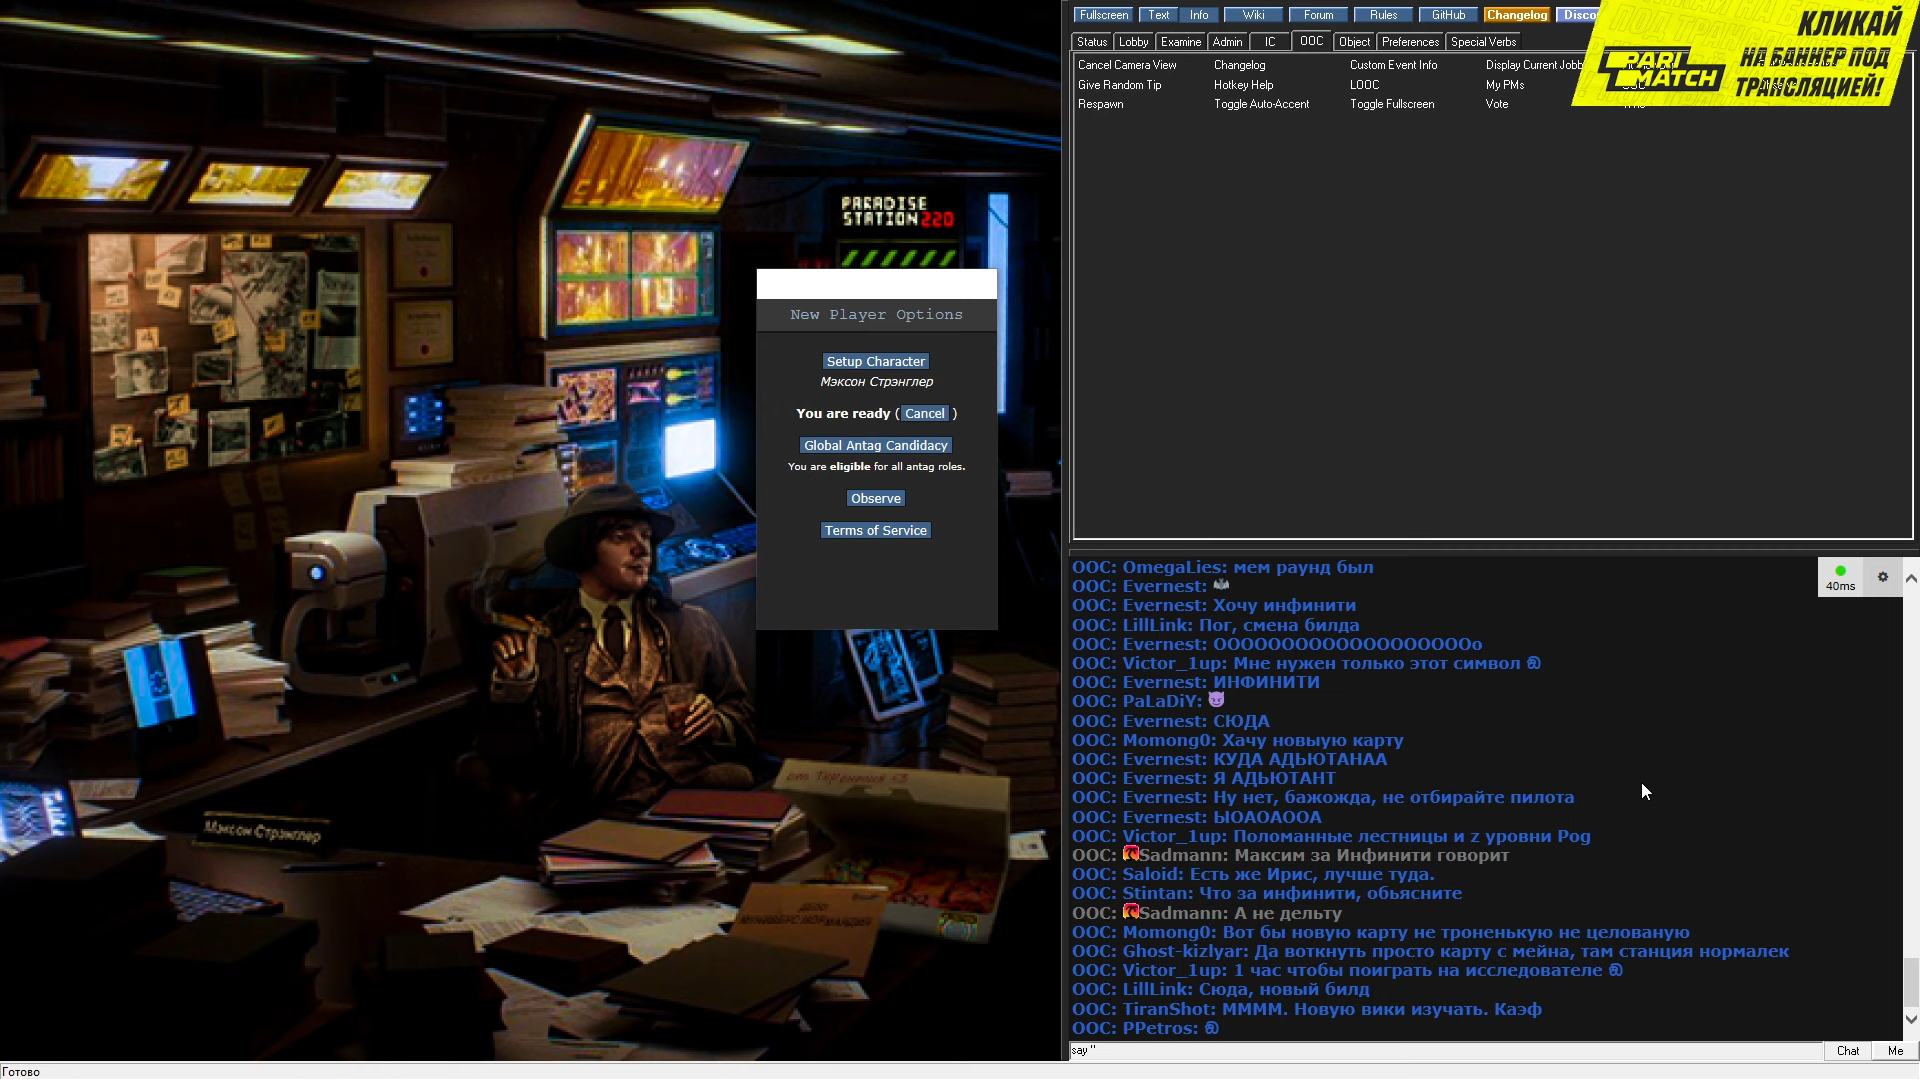 Fullscreen Text Info Wiki Forum Rules GitHub Changelog Disco
КЛИКАЙ
НА БАННЕР ПОД
ТРАНСЛЯЦИЕЙ!
PARI
MATCH
Status Lobby Examine Admin IC OOC Object Preferences Special Verbs
Cancel Camera View Changelog Custom Event Info Display Current Jobb
Give Random Tip Hotkey Help LOOC My PMs
Respawn Toggle Auto-Accent Toggle Fullscreen Vote
PARADISE
STATION 220
New Player Options
Setup Character
Мэксон Стрэнглер
You are ready ( Cancel )
Global Antag Candidacy
You are eligible for all antag roles.
Observe
Terms of Service
Мэксон Стрэнглер
OOC: OmegaLies: мем раунд был
OOC: Evernest: 🦇
OOC: Evernest: Хочу инфинити
OOC: LillLink: Пог, смена билда
OOC: Evernest: ООООООООООООООООООо
OOC: Victor_1up: Мне нужен только этот символ ඞ
OOC: Evernest: ИНФИНИТИ
OOC: PaLaDiY: 😈
OOC: Evernest: СЮДА
OOC: Momong0: Хачу новыую карту
OOC: Evernest: КУДА АДЬЮТАНАА
OOC: Evernest: Я АДЬЮТАНТ
OOC: Evernest: Ну нет, бажожда, не отбирайте пилота
OOC: Evernest: ЫОАОАООА
OOC: Victor_1up: Поломанные лестницы и z уровни Pog
OOC: Sadmann: Максим за Инфинити говорит
OOC: Saloid: Есть же Ирис, лучше туда.
OOC: Stintan: Что за инфинити, обьясните
OOC: Sadmann: А не дельту
OOC: Momong0: Вот бы новую карту не троненькую не целованую
OOC: Ghost-kizlyar: Да воткнуть просто карту с мейна, там станция нормалек
OOC: Victor_1up: 1 час чтобы поиграть на исследователе ඞ
OOC: LillLink: Сюда, новый билд
OOC: TiranShot: ММММ. Новую вики изучать. Каэф
OOC: PPetros: ඞ
40ms
say "
Chat Me
Готово